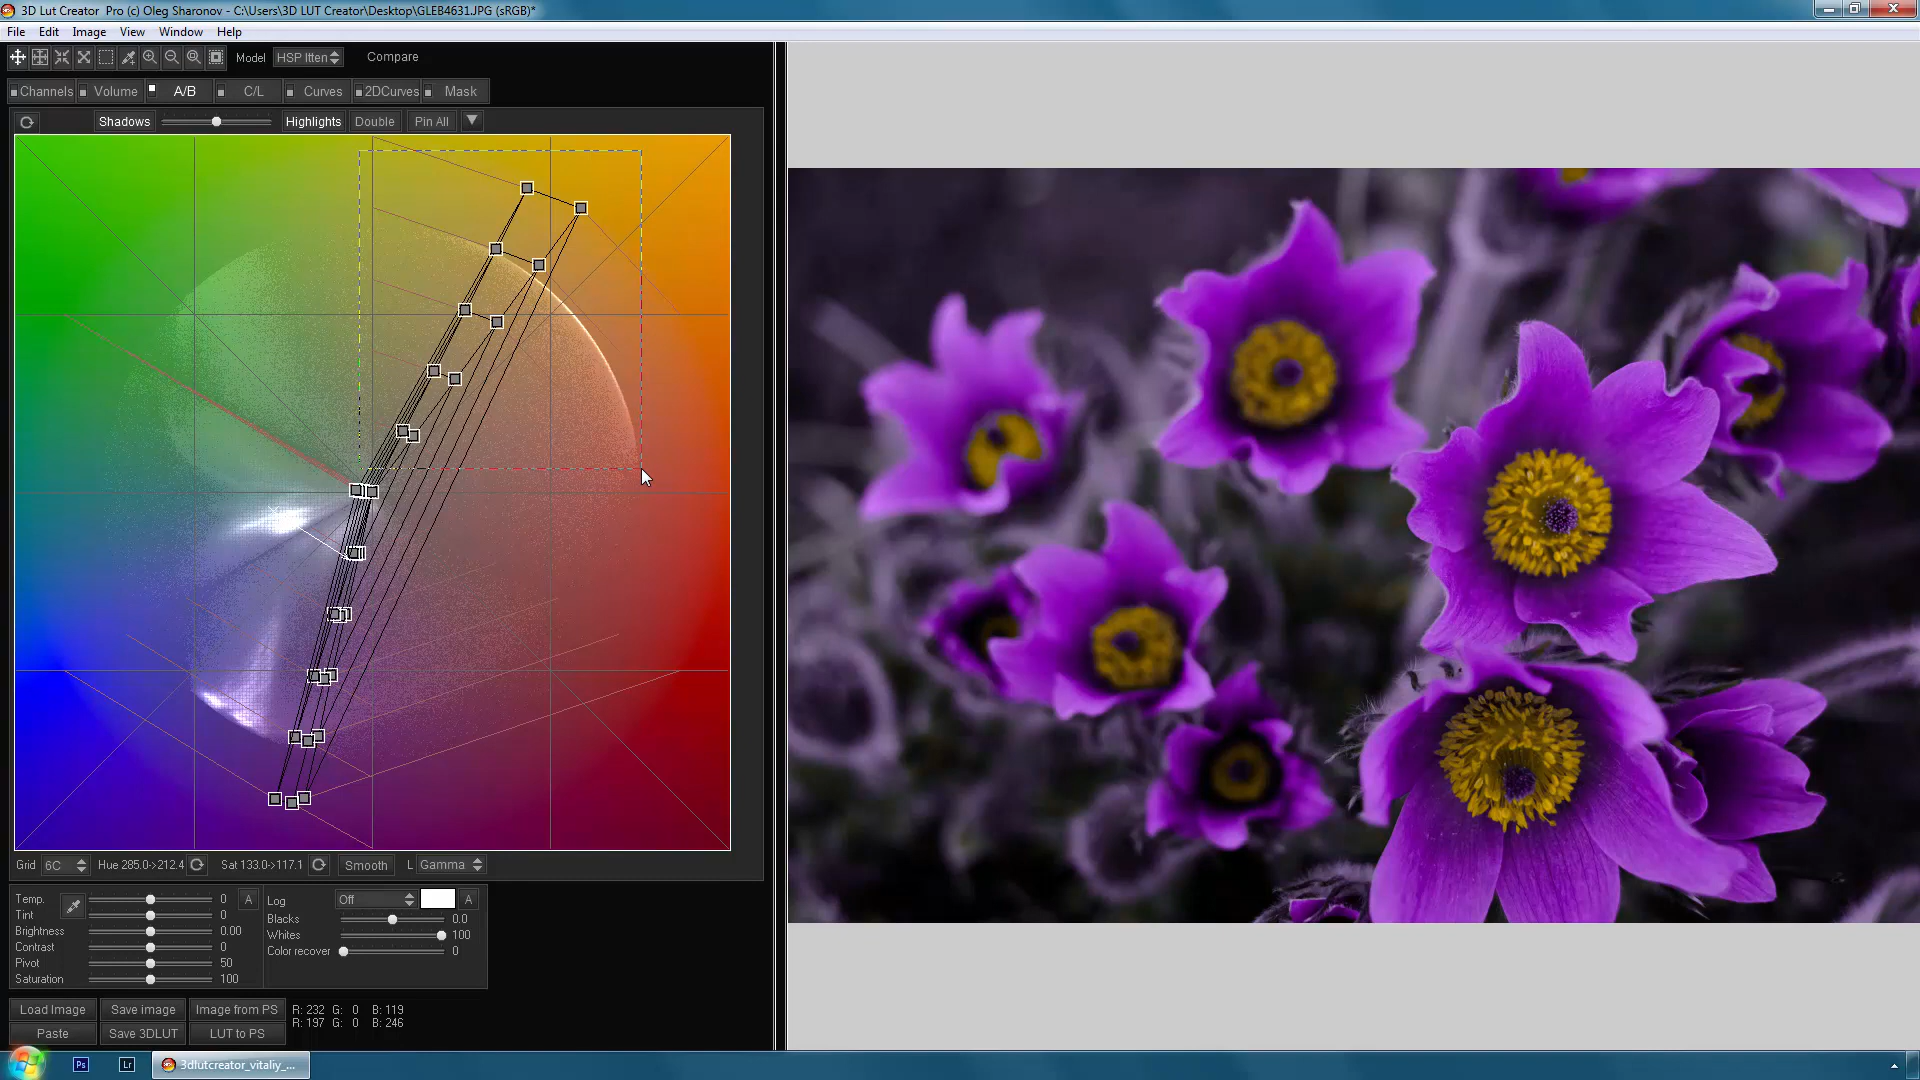 3D Lut Creator Pro (c) Oleg Sharonov - C:\Users\3D LUT Creator\Desktop\GLEB4631.JPG (sRGB)*
File Edit Image View Window Help
Model HSP Itten Compare
Channels Volume A/B C/L Curves 2DCurves Mask
Shadows Highlights Double Pin All
Grid 6C Hue 285.0->212.4 Sat 133.0->117.1 Smooth L Gamma
Temp. 0 A
Tint 0
Brightness 0.00
Contrast 0
Pivot 50
Saturation 100
Log Off A
Blacks 0.0
Whites 100
Color recover 0
Load Image Save image Image from PS R: 232 G: 0 B: 119
Paste Save 3DLUT LUT to PS R: 197 G: 0 B: 246
Ps Lr 3dlutcreator_vitaliy_...